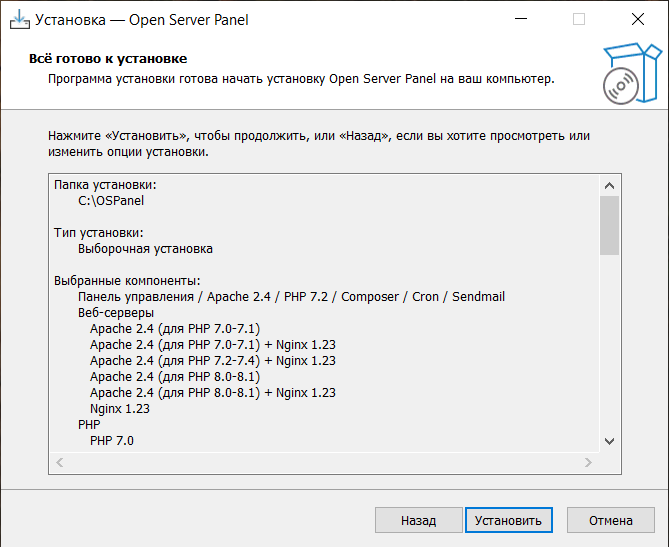 Установка — Open Server Panel
Всё готово к установке
Программа установки готова начать установку Open Server Panel на ваш компьютер.
Нажмите «Установить», чтобы продолжить, или «Назад», если вы хотите просмотреть или
изменить опции установки.
Папка установки:
C:\OSPanel
Тип установки:
Выборочная установка
Выбранные компоненты:
Панель управления / Apache 2.4 / PHP 7.2 / Composer / Cron / Sendmail
Веб-серверы
Apache 2.4 (для PHP 7.0-7.1)
Apache 2.4 (для PHP 7.0-7.1) + Nginx 1.23
Apache 2.4 (для PHP 7.2-7.4) + Nginx 1.23
Apache 2.4 (для PHP 8.0-8.1)
Apache 2.4 (для PHP 8.0-8.1) + Nginx 1.23
Nginx 1.23
PHP
PHP 7.0
Назад
Установить
Отмена